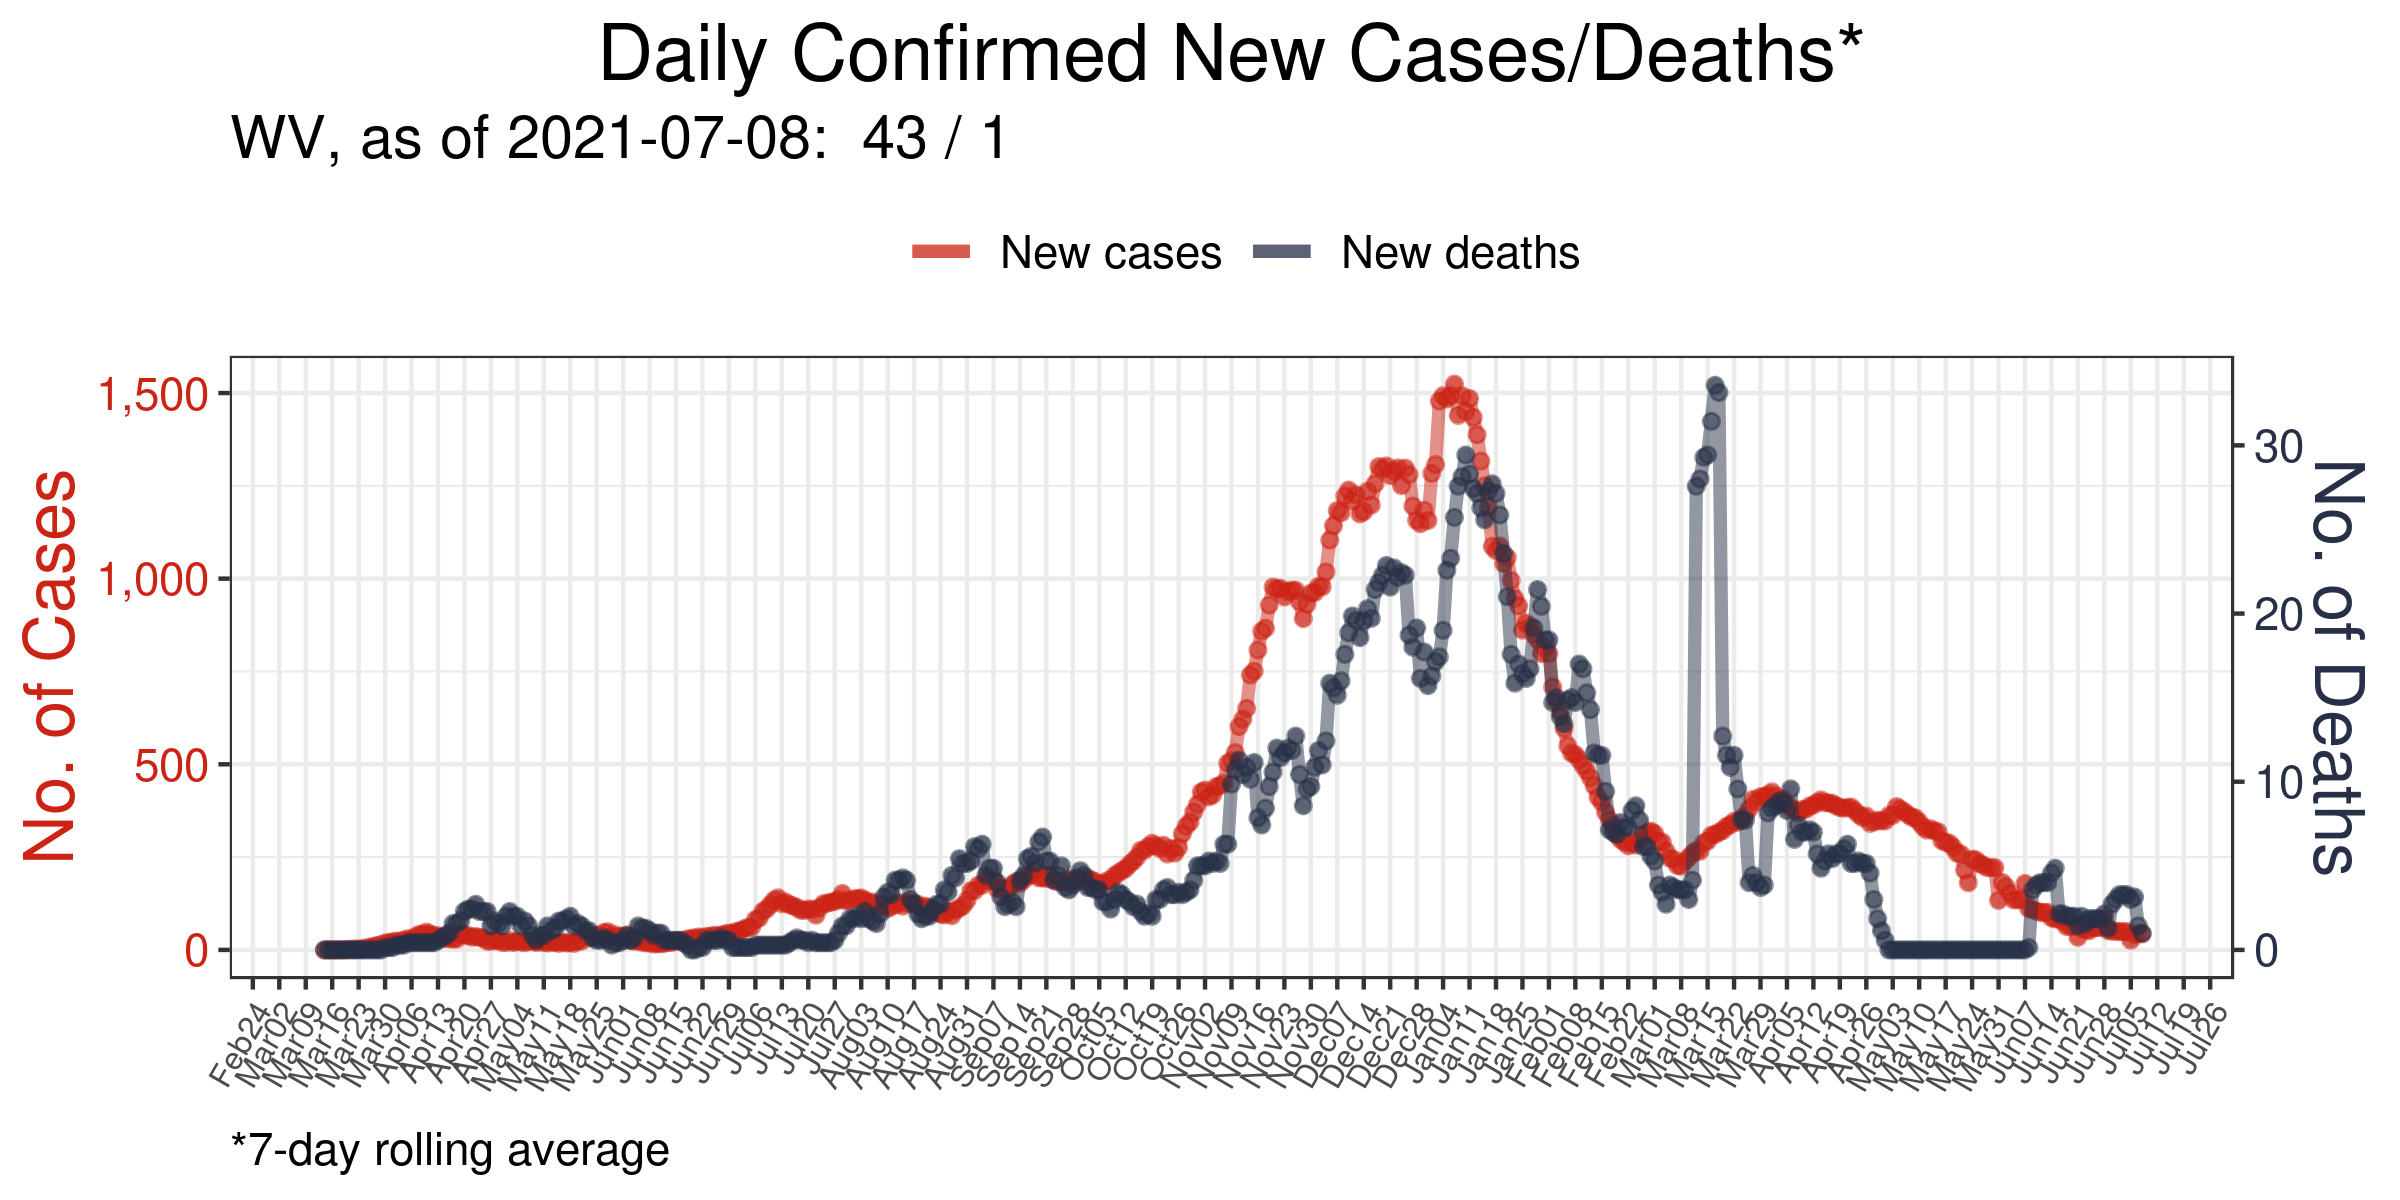 Daily Confirmed New Cases/Deaths*
WV, as of 2021-07-08:  43 / 1
New cases
New deaths
No. of Cases
1,500
1,000
500
0
30
20
10
0
No. of Deaths
Feb24
Mar02
Mar09
Mar16
Mar23
Mar30
Apr06
Apr13
Apr20
Apr27
May04
May11
May18
May25
Jun01
Jun08
Jun15
Jun22
Jun29
Jul06
Jul13
Jul20
Jul27
Aug03
Aug10
Aug17
Aug24
Aug31
Sep07
Sep14
Sep21
Sep28
Oct05
Oct12
Oct19
Oct26
Nov02
Nov09
Nov16
Nov23
Nov30
Dec07
Dec14
Dec21
Dec28
Jan04
Jan11
Jan18
Jan25
Feb01
Feb08
Feb15
Feb22
Mar01
Mar08
Mar15
Mar22
Mar29
Apr05
Apr12
Apr19
Apr26
May03
May10
May17
May24
May31
Jun07
Jun14
Jun21
Jun28
Jul05
Jul12
Jul19
Jul26
*7-day rolling average